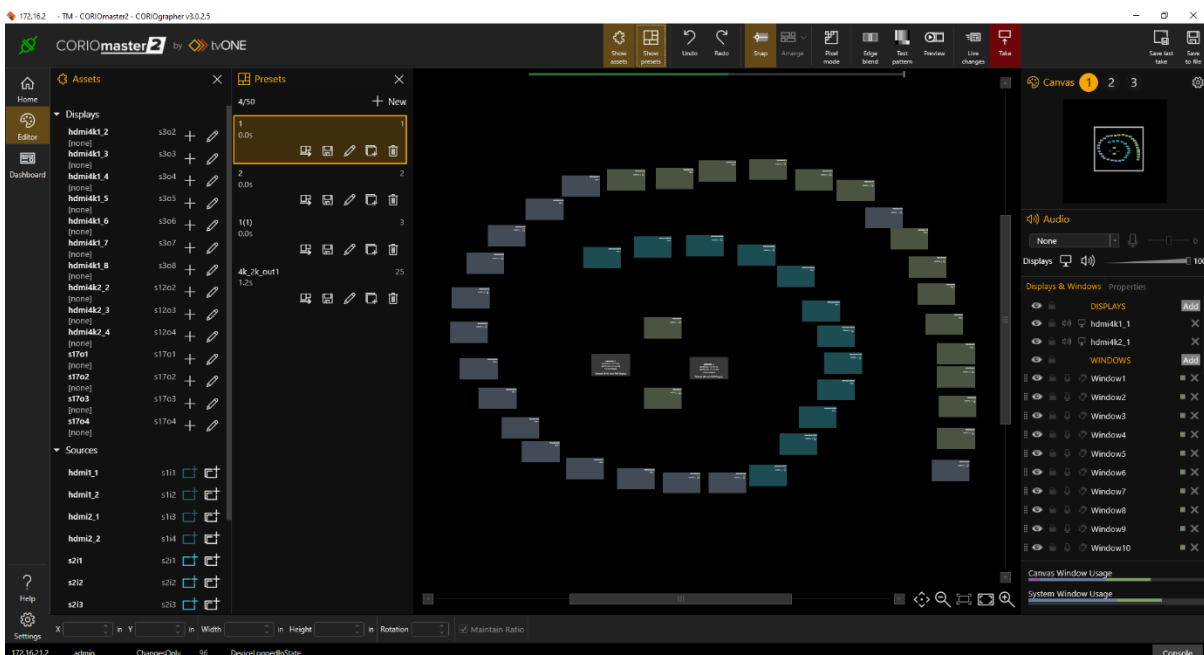 172.16.2 - TM - CORIOmaster2 - CORIOgrapher v3.0.2.5
CORIOmaster2 by tvONE
Show assets
Show presets
Undo
Redo
Snap
Arrange
Pixel mode
Edge blend
Test pattern
Preview
Live changes
Take
Save last take
Save to file
Home
Editor
Dashboard
Help
Settings
Assets
Displays
hdmi4k1_2 s3o2
[none]
hdmi4k1_3 s3o3
[none]
hdmi4k1_4 s3o4
[none]
hdmi4k1_5 s3o5
[none]
hdmi4k1_6 s3o6
[none]
hdmi4k1_7 s3o7
[none]
hdmi4k1_8 s3o8
[none]
hdmi4k2_2 s12o2
[none]
hdmi4k2_3 s12o3
[none]
hdmi4k2_4 s12o4
[none]
s17o1 s17o1
[none]
s17o2 s17o2
[none]
s17o3 s17o3
[none]
s17o4 s17o4
[none]
Sources
hdmi1_1 s1i1
hdmi1_2 s1i2
hdmi2_1 s1i3
hdmi2_2 s1i4
s2i1 s2i1
s2i2 s2i2
s2i3 s2i3
Presets
4/50 New
1 1
0.0s
2 2
0.0s
1(1) 3
0.0s
4k_2k_out1 25
1.2s
Canvas 1 2 3
Audio
None 0
Displays 100
Displays & Windows Properties
DISPLAYS Add
hdmi4k1_1
hdmi4k2_1
WINDOWS Add
Window1
Window2
Window3
Window4
Window5
Window6
Window7
Window8
Window9
Window10
Canvas Window Usage
System Window Usage
X in Y in Width in Height in Rotation Maintain Ratio
172.16.21.2 admin ChangesOnly 96 DeviceLoggedInState Console